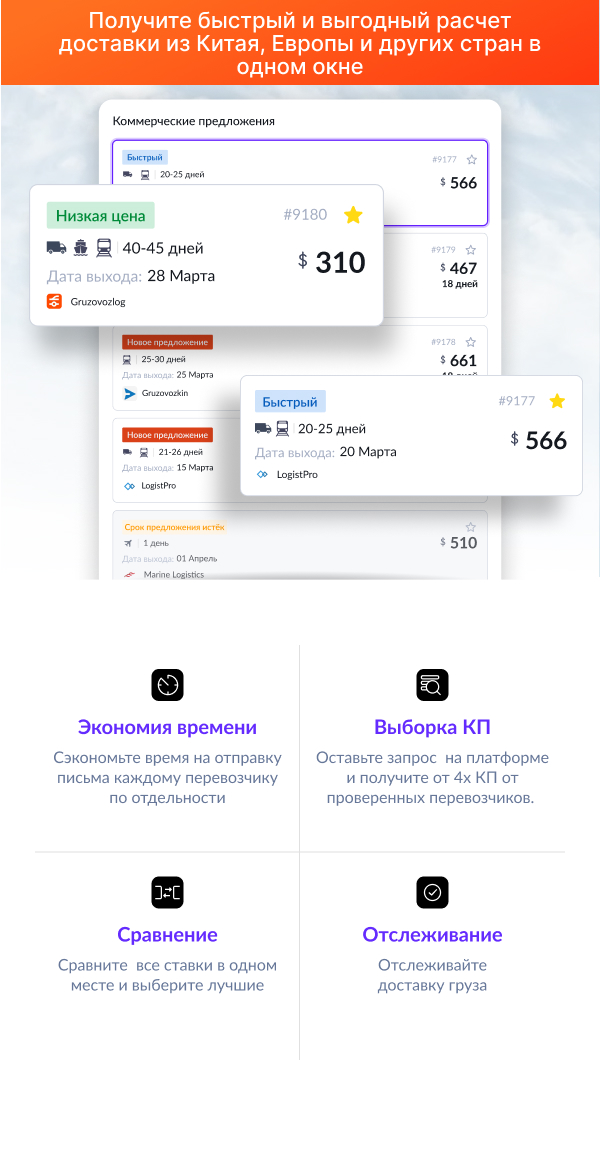 Получите быстрый и выгодный расчет
доставки из Китая, Европы и других стран в
одном окне
Коммерческие предложения
Быстрый
#9177
20-25 дней
$ 566
Низкая цена
#9180
40-45 дней
$ 310
Дата выхода: 28 Марта
Gruzovozlog
#9179
$ 467
18 дней
Новое предложение
#9178
25-30 дней
$ 661
Дата выхода: 25 Марта
Gruzovozkin
Быстрый
#9177
20-25 дней
$ 566
Дата выхода: 20 Марта
LogistPro
Новое предложение
21-26 дней
Дата выхода: 15 Марта
LogistPro
Срок предложения истёк
1 день
$ 510
Дата выхода: 01 Апрель
Marine Logistics
Экономия времени
Сэкономьте время на отправку
письма каждому перевозчику
по отдельности
Выборка КП
Оставьте запрос на платформе
и получите от 4х КП от
проверенных перевозчиков.
Сравнение
Сравните все ставки в одном
месте и выберите лучшие
Отслеживание
Отслеживайте
доставку груза